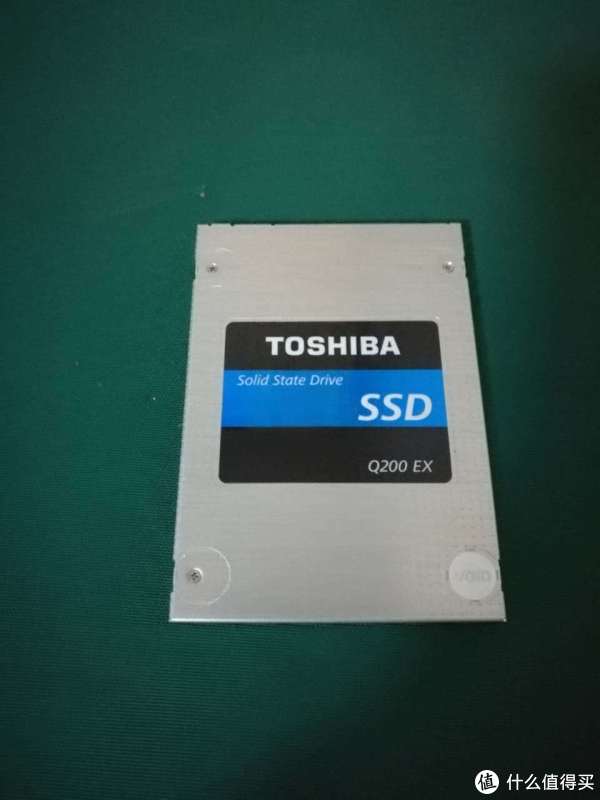 TOSHIBA
Solid State Drive
SSD
Q200 EX
VOID
值 什么值得买